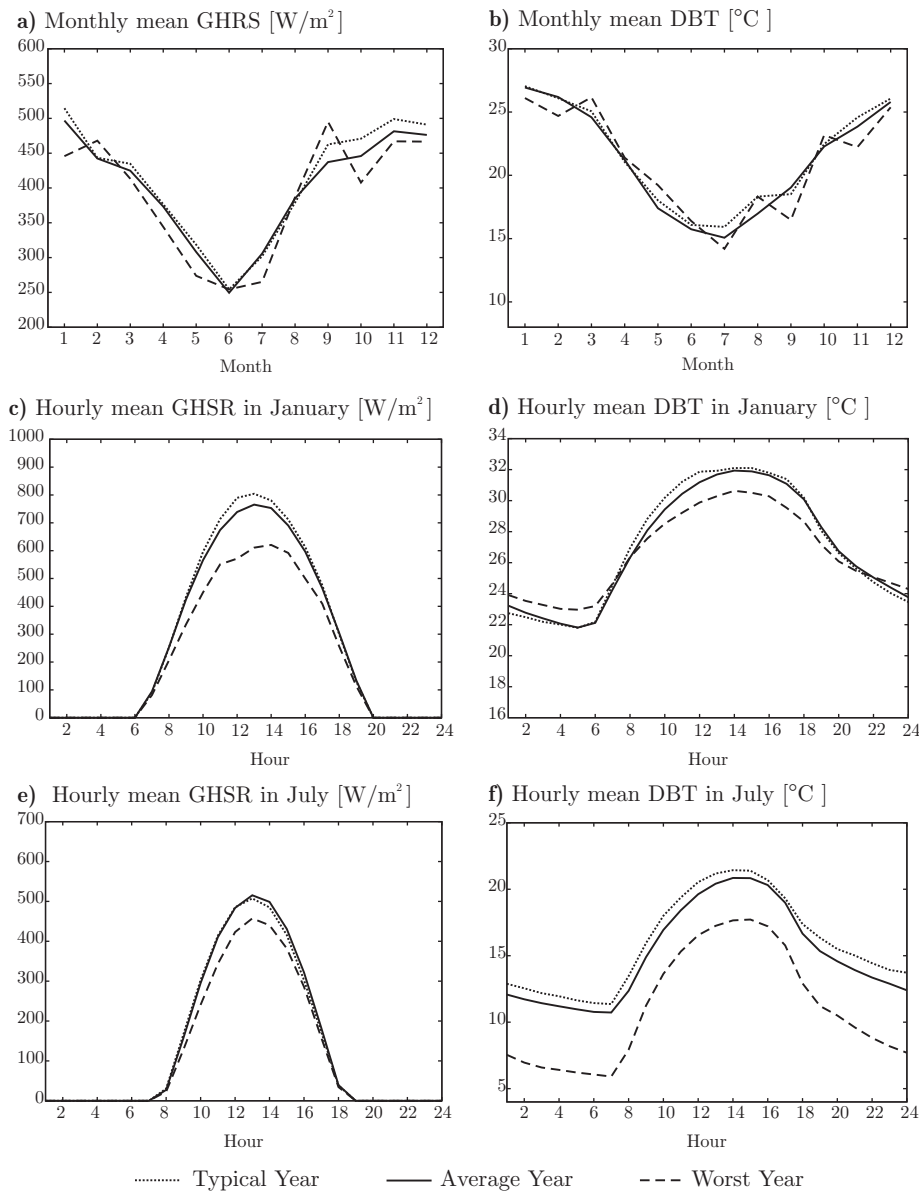 a) Monthly mean GHRS [W/m²]
600
500
450
400
350
300
250
200
1 2 3 4 5 6 7 8 9 10 11 12
Month
b) Monthly mean DBT [°C ]
30
25
20
15
10
8
1 2 3 4 5 6 7 8 9 10 11 12
Month
c) Hourly mean GHSR in January [W/m²]
1000
900
800
700
600
500
400
300
200
100
0
2 4 6 8 10 12 14 16 18 20 22 24
Hour
d) Hourly mean DBT in January [°C ]
34
32
30
28
26
24
22
20
18
16
2 4 6 8 10 12 14 16 18 20 22 24
Hour
e) Hourly mean GHSR in July [W/m²]
700
600
500
400
300
200
100
0
2 4 6 8 10 12 14 16 18 20 22 24
Hour
f) Hourly mean DBT in July [°C ]
25
20
15
10
5
2 4 6 8 10 12 14 16 18 20 22 24
Hour
Typical Year Average Year Worst Year